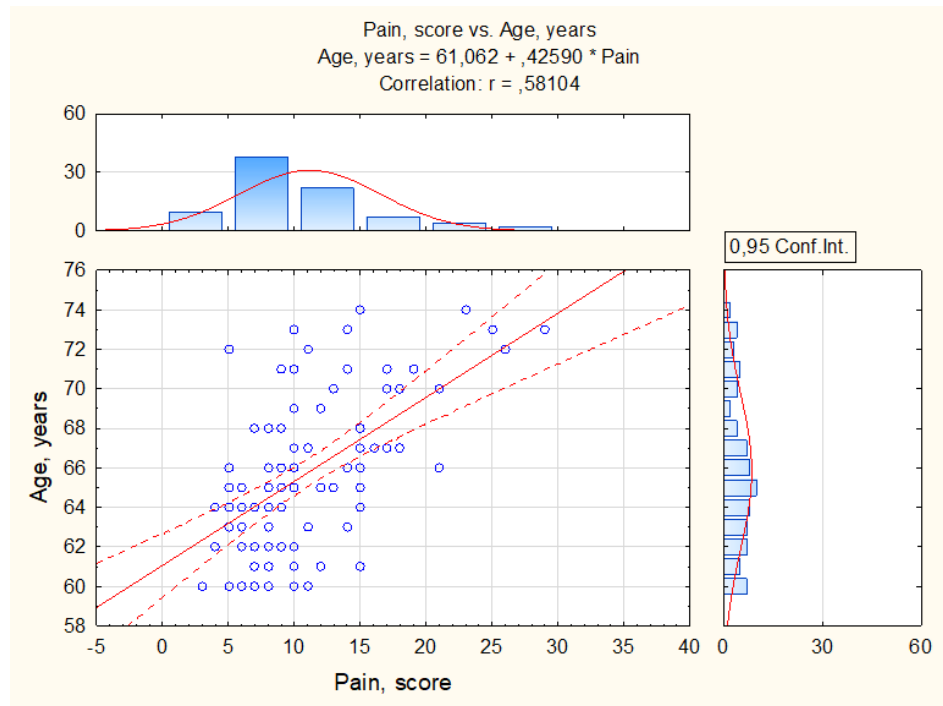 Pain, score vs. Age, years
Age, years = 61,062 + ,42590 * Pain
Correlation: r = ,58104
60
30
0
0,95 Conf.Int.
76
74
72
70
68
66
64
62
60
58
Age, years
-5 0 5 10 15 20 25 30 35 40
0 30 60
Pain, score